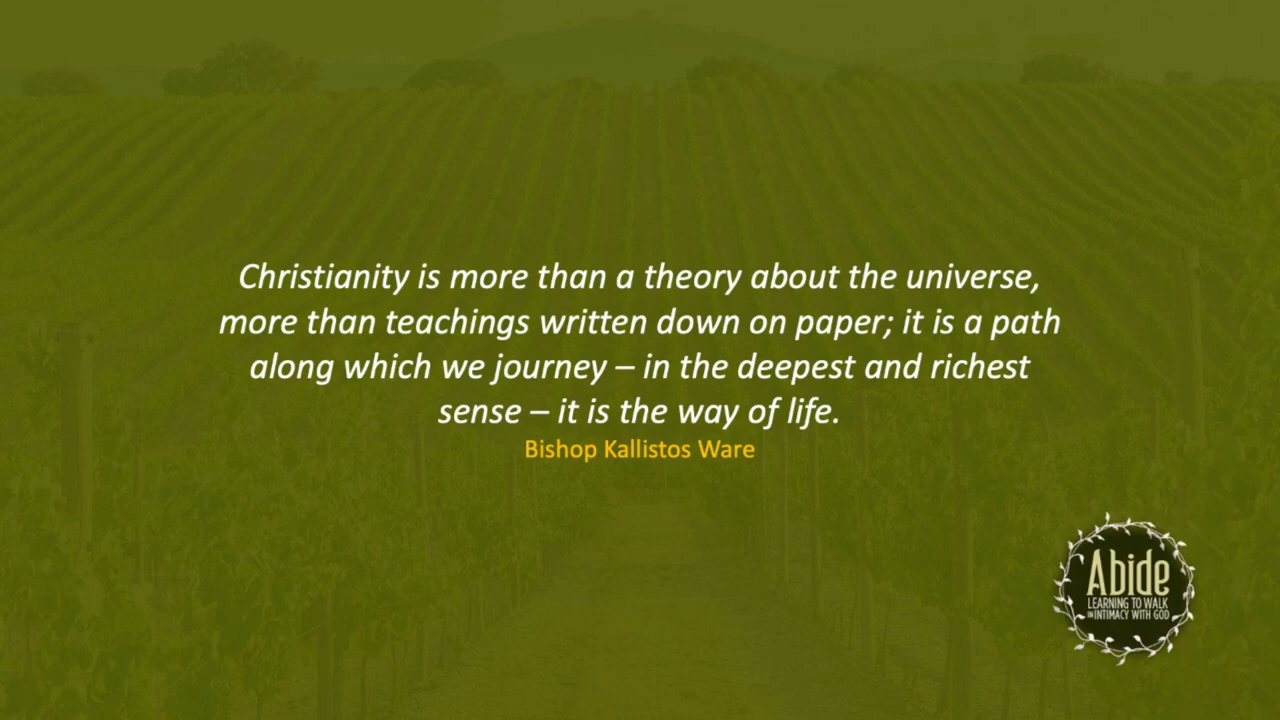 Christianity is more than a theory about the universe,
more than teachings written down on paper; it is a path
along which we journey – in the deepest and richest
sense – it is the way of life.
Bishop Kallistos Ware
Abide
LEARNING TO WALK
IN INTIMACY WITH GOD